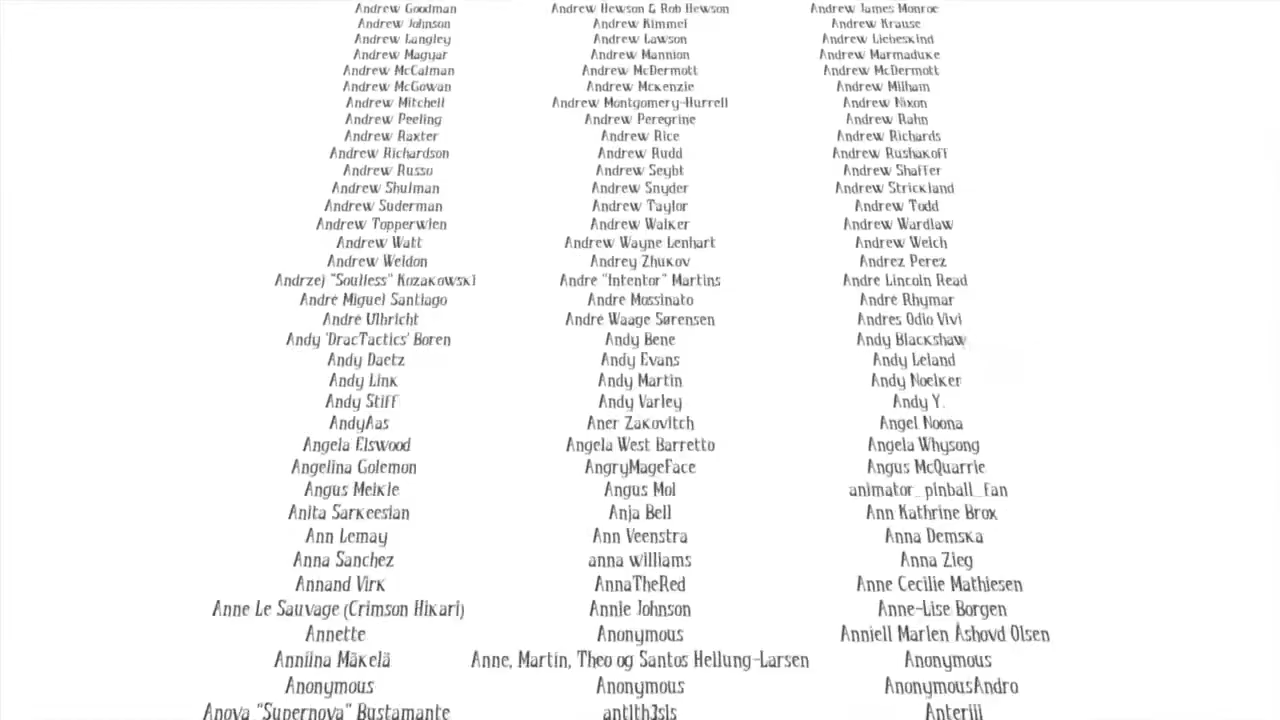 Andrew Goodman Andrew Hewson & Rob Hewson Andrew James Monroe
Andrew Johnson Andrew Kimmel Andrew Krause
Andrew Langley Andrew Lawson Andrew Liebeskind
Andrew Magyar Andrew Mannion Andrew Marmaduke
Andrew McCalman Andrew McDermott Andrew McDermott
Andrew McGowan Andrew Mckenzie Andrew Milham
Andrew Mitchell Andrew Montgomery-Hurrell Andrew Nixon
Andrew Peeling Andrew Peregrine Andrew Rahn
Andrew Raxter Andrew Rice Andrew Richards
Andrew Richardson Andrew Rudd Andrew Rushakoff
Andrew Russo Andrew Seybt Andrew Shaffer
Andrew Shulman Andrew Snyder Andrew Strickland
Andrew Suderman Andrew Taylor Andrew Todd
Andrew Topperwien Andrew Walker Andrew Wardlaw
Andrew Watt Andrew Wayne Lenhart Andrew Welch
Andrew Weldon Andrey Zhukov Andrez Perez
Andrzej "Soulless" Kozakowski Andre "Intentor" Martins Andre Lincoln Read
André Miguel Santiago Andre Mossinato André Rhymar
André Ulbricht André Waage Sørensen Andres Odio Vivi
Andy 'DracTactics' Boren Andy Bene Andy Blackshaw
Andy Daetz Andy Evans Andy Leland
Andy Link Andy Martin Andy Noelker
Andy Stiff Andy Varley Andy Y.
AndyAas Aner Zakovitch Angel Noona
Angela Elswood Angela West Barretto Angela Whysong
Angelina Golemon AngryMageFace Angus McQuarrie
Angus Meikle Angus Mol animator_pinball_fan
Anita Sarkeesian Anja Bell Ann Kathrine Brox
Ann Lemay Ann Veenstra Anna Demska
Anna Sanchez anna williams Anna Zieg
Annand Virk AnnaTheRed Anne Cecilie Mathiesen
Anne Le Sauvage (Crimson Hikari) Annie Johnson Anne-Lise Borgen
Annette Anonymous Anniell Marlen Åshovd Olsen
Anniina Mäkelä Anne, Martin, Theo og Santos Hellung-Larsen Anonymous
Anonymous Anonymous AnonymousAndro
Anova "Supernova" Bustamante ant1th3sis Anteriii